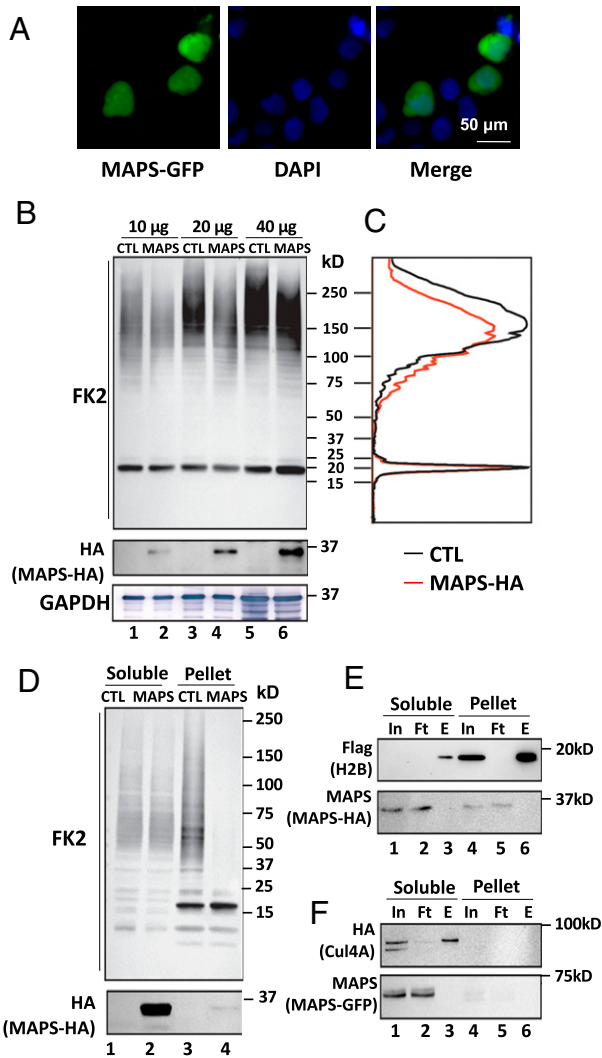 A
50 µm
MAPS-GFP DAPI Merge
B
10 µg 20 µg 40 µg
CTL MAPS CTL MAPS CTL MAPS
kD
250
150
100
75
50
37
25
20
15
FK2
HA
(MAPS-HA)
37
GAPDH
37
1 2 3 4 5 6
C
CTL
MAPS-HA
D
Soluble Pellet
CTL MAPS CTL MAPS
kD
250
150
100
75
50
37
25
15
FK2
HA
(MAPS-HA)
37
1 2 3 4
E
Soluble Pellet
In Ft E In Ft E
Flag
(H2B)
20kD
MAPS
(MAPS-HA)
37kD
1 2 3 4 5 6
F
Soluble Pellet
In Ft E In Ft E
HA
(Cul4A)
100kD
MAPS
(MAPS-GFP)
75kD
1 2 3 4 5 6